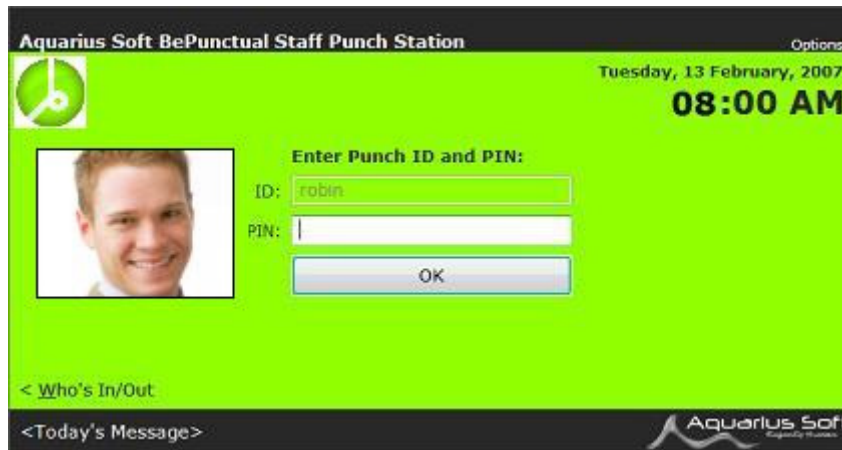 Aquarius Soft BePunctual Staff Punch Station
Options
Tuesday, 13 February, 2007
08:00 AM
Enter Punch ID and PIN:
ID: robin
PIN:
OK
< Who's In/Out
<Today's Message>
Aquarius Sof